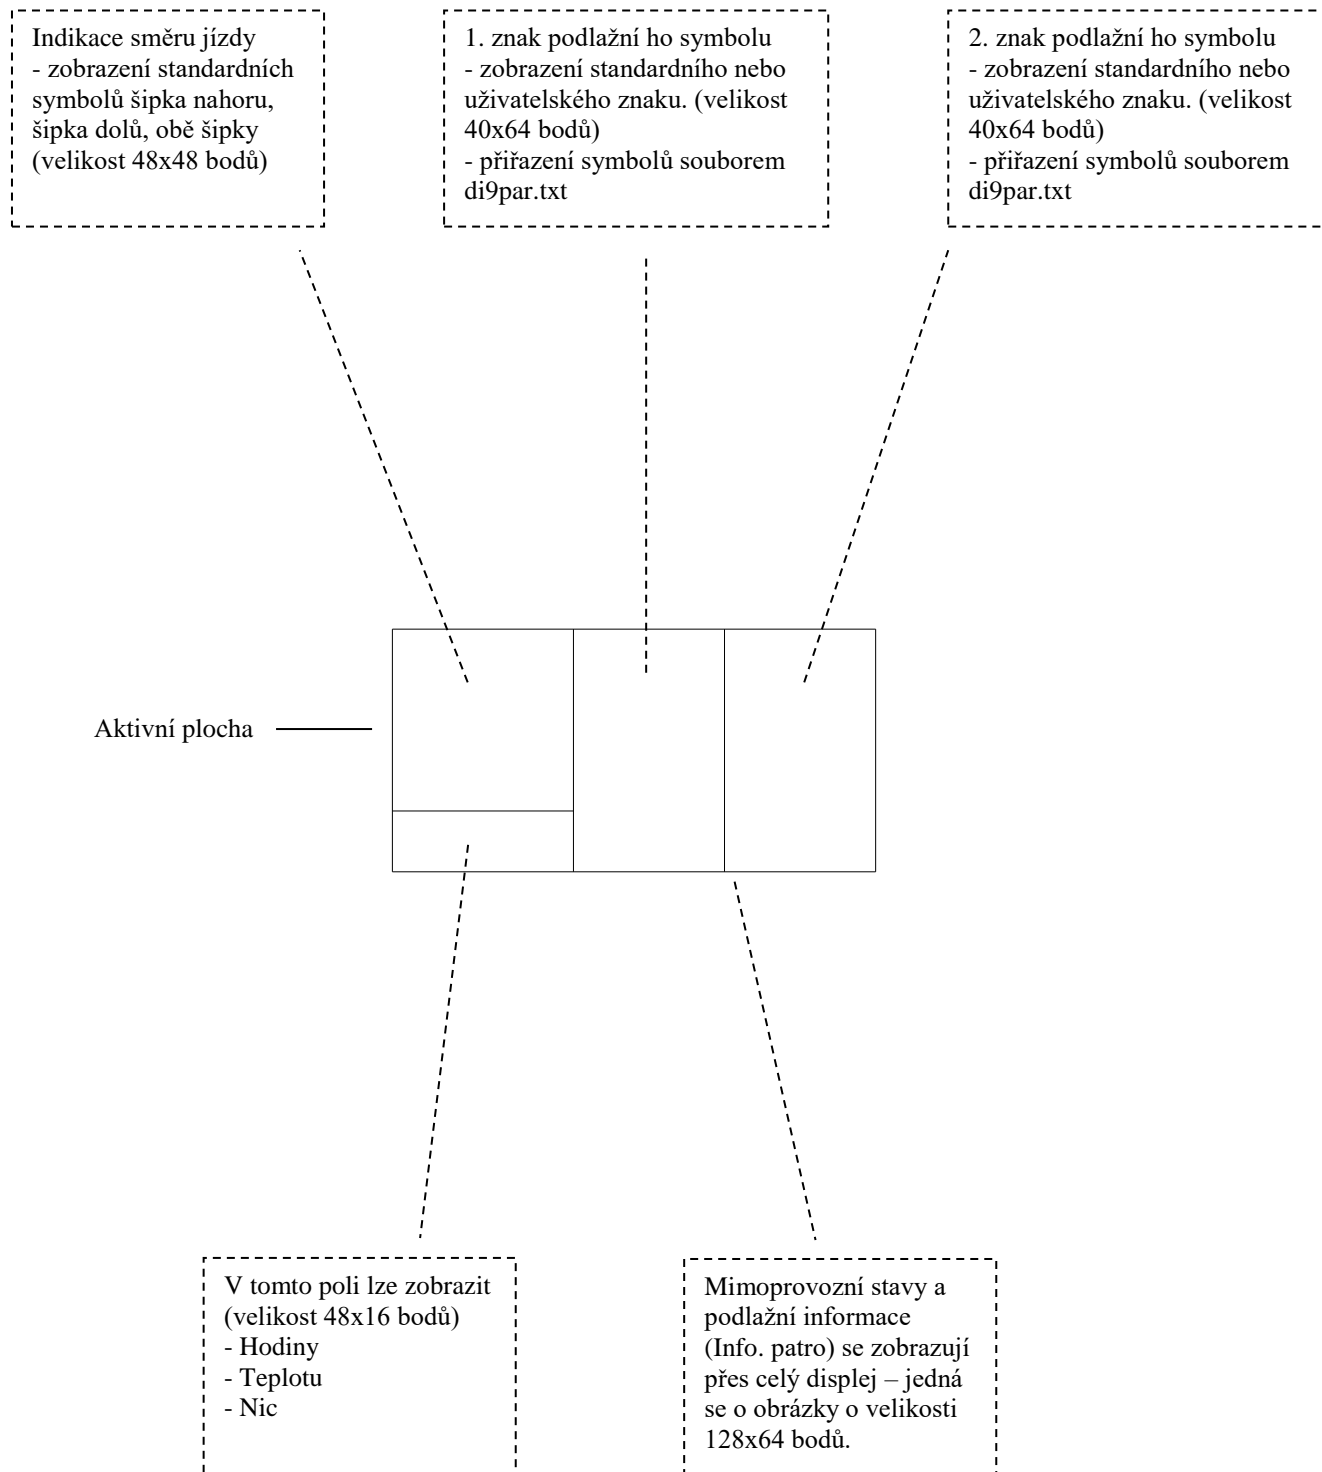 Indikace směru jízdy
- zobrazení standardních
symbolů šipka nahoru,
šipka dolů, obě šipky
(velikost 48x48 bodů)
1. znak podlažní ho symbolu
- zobrazení standardního nebo
uživatelského znaku. (velikost
40x64 bodů)
- přiřazení symbolů souborem
di9par.txt
2. znak podlažní ho symbolu
- zobrazení standardního nebo
uživatelského znaku. (velikost
40x64 bodů)
- přiřazení symbolů souborem
di9par.txt
Aktivní plocha
V tomto poli lze zobrazit
(velikost 48x16 bodů)
- Hodiny
- Teplotu
- Nic
Mimoprovozní stavy a
podlažní informace
(Info. patro) se zobrazují
přes celý displej – jedná
se o obrázky o velikosti
128x64 bodů.